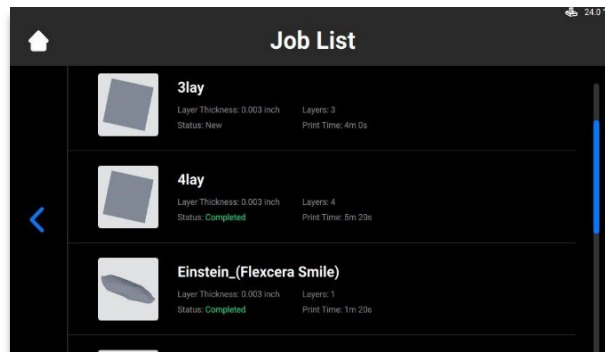 24.0
Job List
3lay
Layer Thickness: 0.003 inch Layers: 3
Status: New Print Time: 4m 0s
4lay
Layer Thickness: 0.003 inch Layers: 4
Status: Completed Print Time: 5m 20s
Einstein_(Flexcera Smile)
Layer Thickness: 0.003 inch Layers: 1
Status: Completed Print Time: 1m 20s